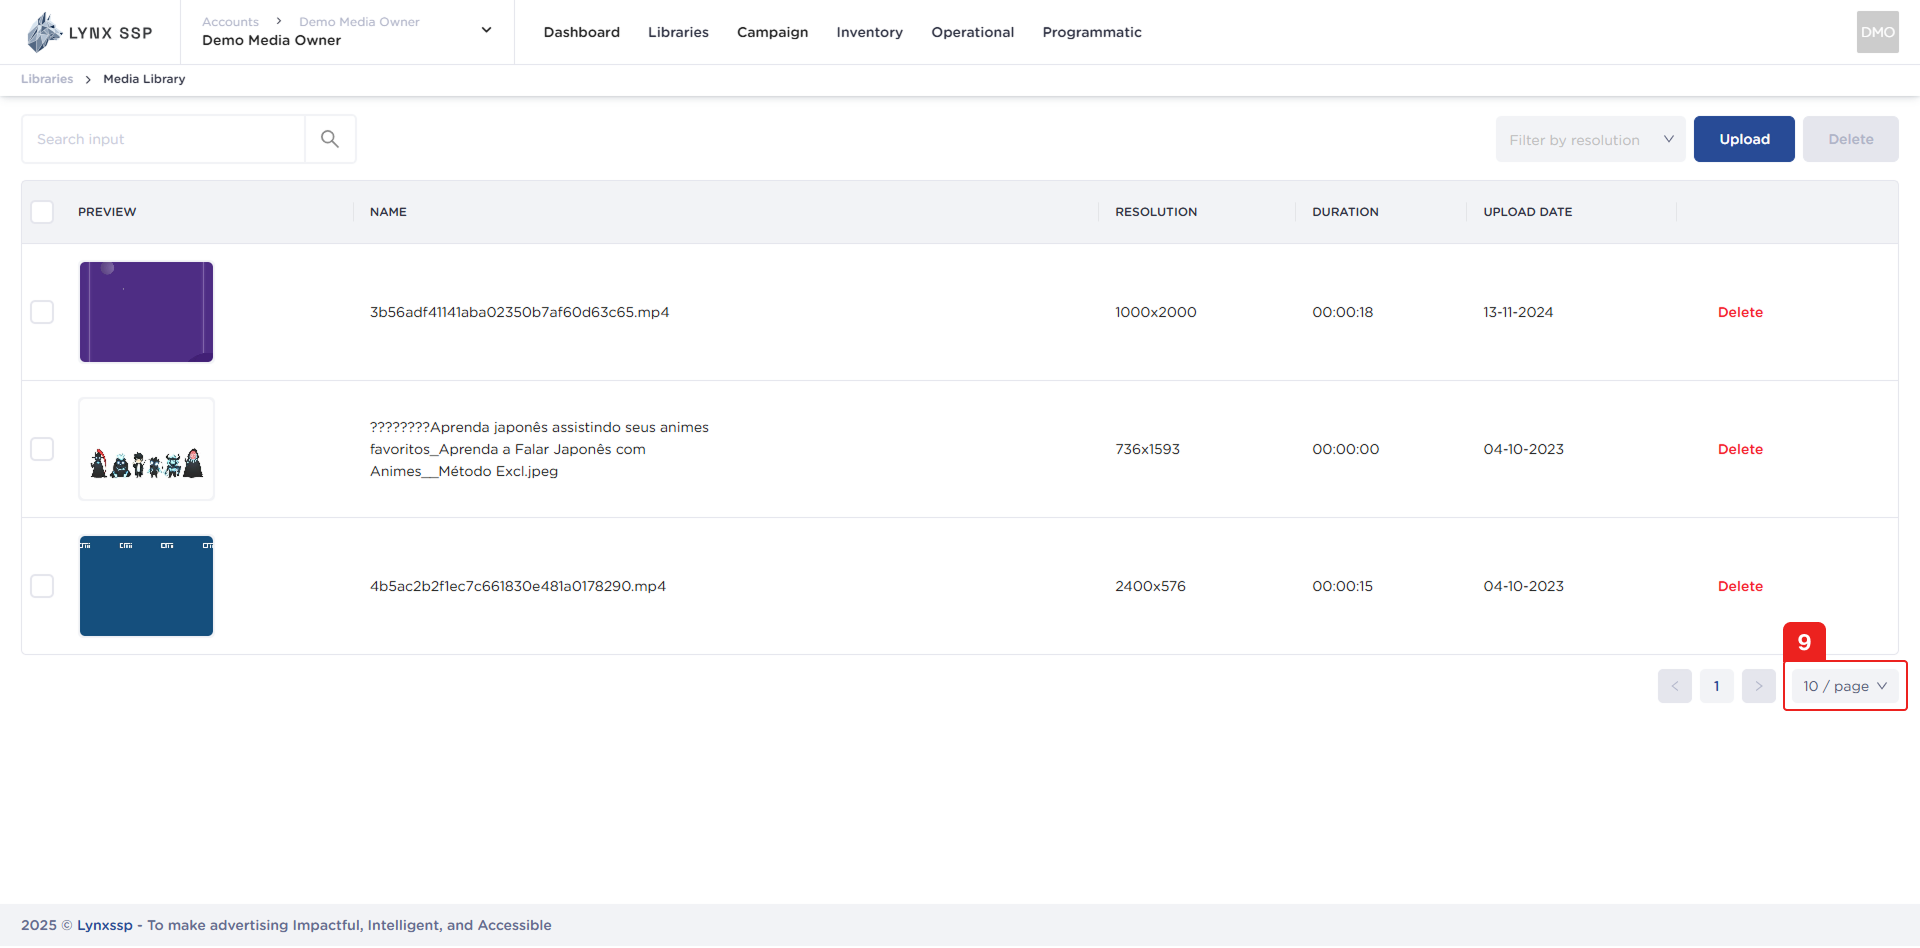 LYNX SSP
Accounts > Demo Media Owner
Demo Media Owner
Dashboard Libraries Campaign Inventory Operational Programmatic
DMO
Libraries > Media Library
Search input
Filter by resolution
Upload
Delete
PREVIEW NAME RESOLUTION DURATION UPLOAD DATE
3b56adf41141aba02350b7af60d63c65.mp4 1000x2000 00:00:18 13-11-2024 Delete
????????Aprenda japonês assistindo seus animes
favoritos_Aprenda a Falar Japonês com
Animes__Método Excl.jpeg
736x1593 00:00:00 04-10-2023 Delete
4b5ac2b2f1ec7c661830e481a0178290.mp4 2400x576 00:00:15 04-10-2023 Delete
9
< 1 > 10 / page
2025 © Lynxssp - To make advertising Impactful, Intelligent, and Accessible